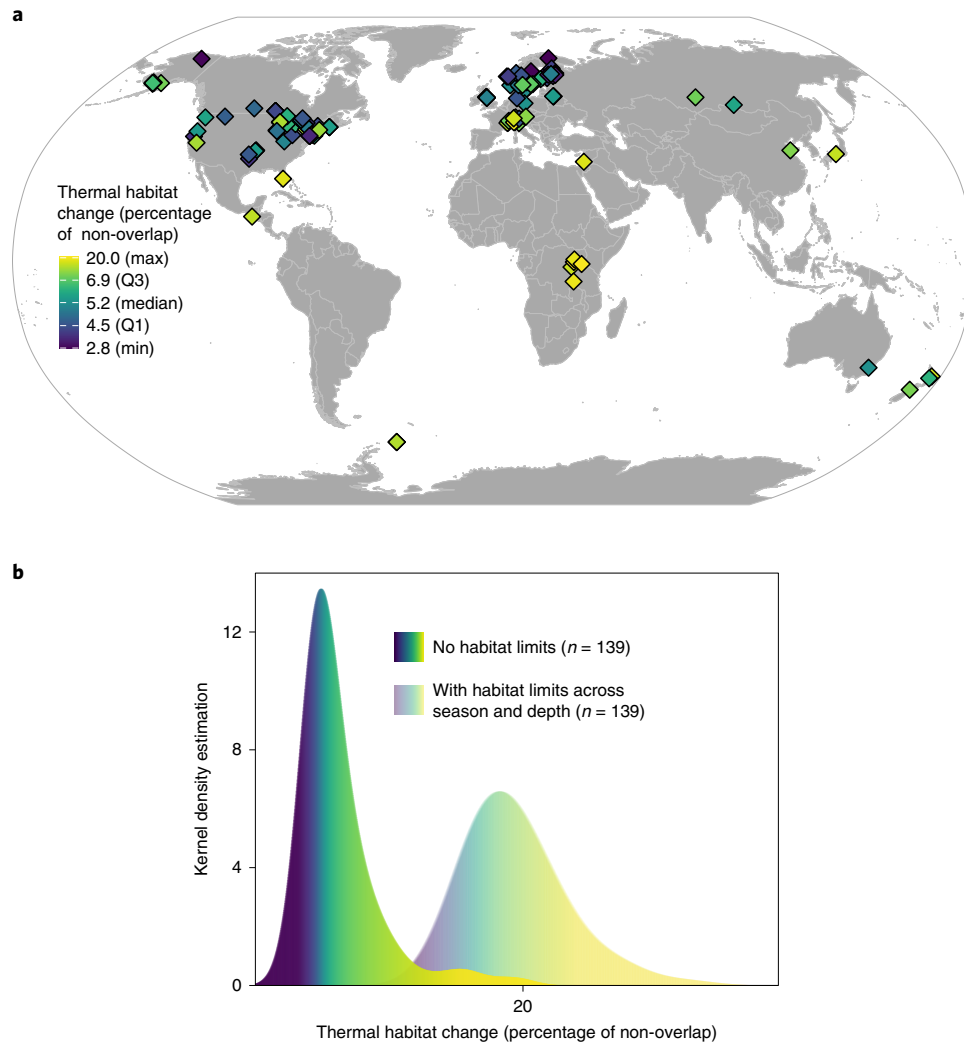 a
Thermal habitat
change (percentage
of non-overlap)
20.0 (max)
6.9 (Q3)
5.2 (median)
4.5 (Q1)
2.8 (min)
b
12
8
4
0
Kernel density estimation
No habitat limits (n = 139)
With habitat limits across
season and depth (n = 139)
20
Thermal habitat change (percentage of non-overlap)